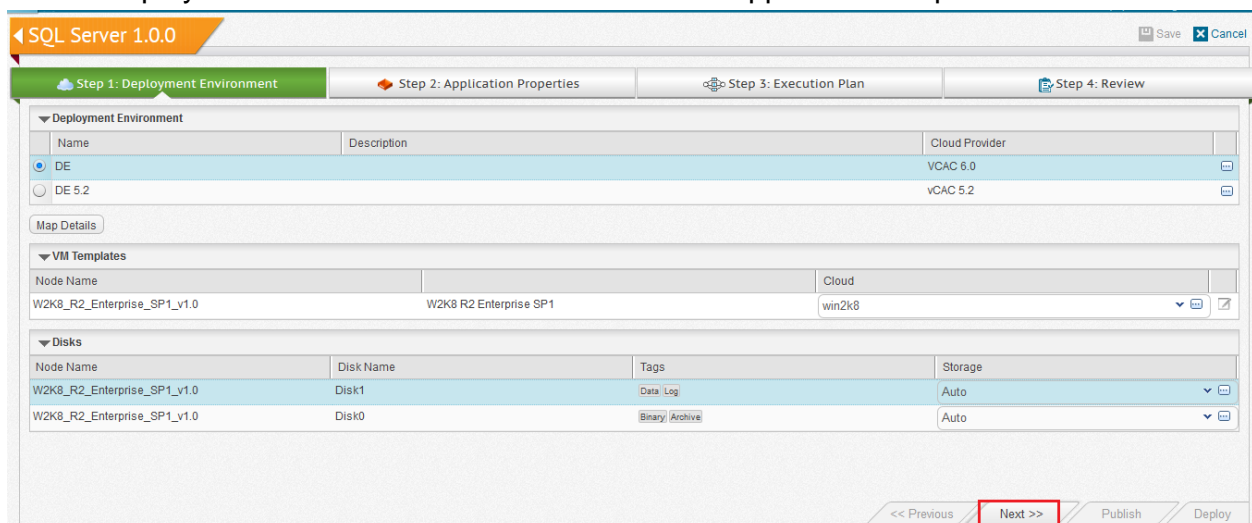 SQL Server 1.0.0
Save Cancel
Step 1: Deployment Environment Step 2: Application Properties Step 3: Execution Plan Step 4: Review
Deployment Environment
Name Description Cloud Provider
DE VCAC 6.0
DE 5.2 vCAC 5.2
Map Details
VM Templates
Node Name Cloud
W2K8_R2_Enterprise_SP1_v1.0 W2K8 R2 Enterprise SP1 win2k8
Disks
Node Name Disk Name Tags Storage
W2K8_R2_Enterprise_SP1_v1.0 Disk1 Data Log Auto
W2K8_R2_Enterprise_SP1_v1.0 Disk0 Binary Archive Auto
<< Previous Next >> Publish Deploy